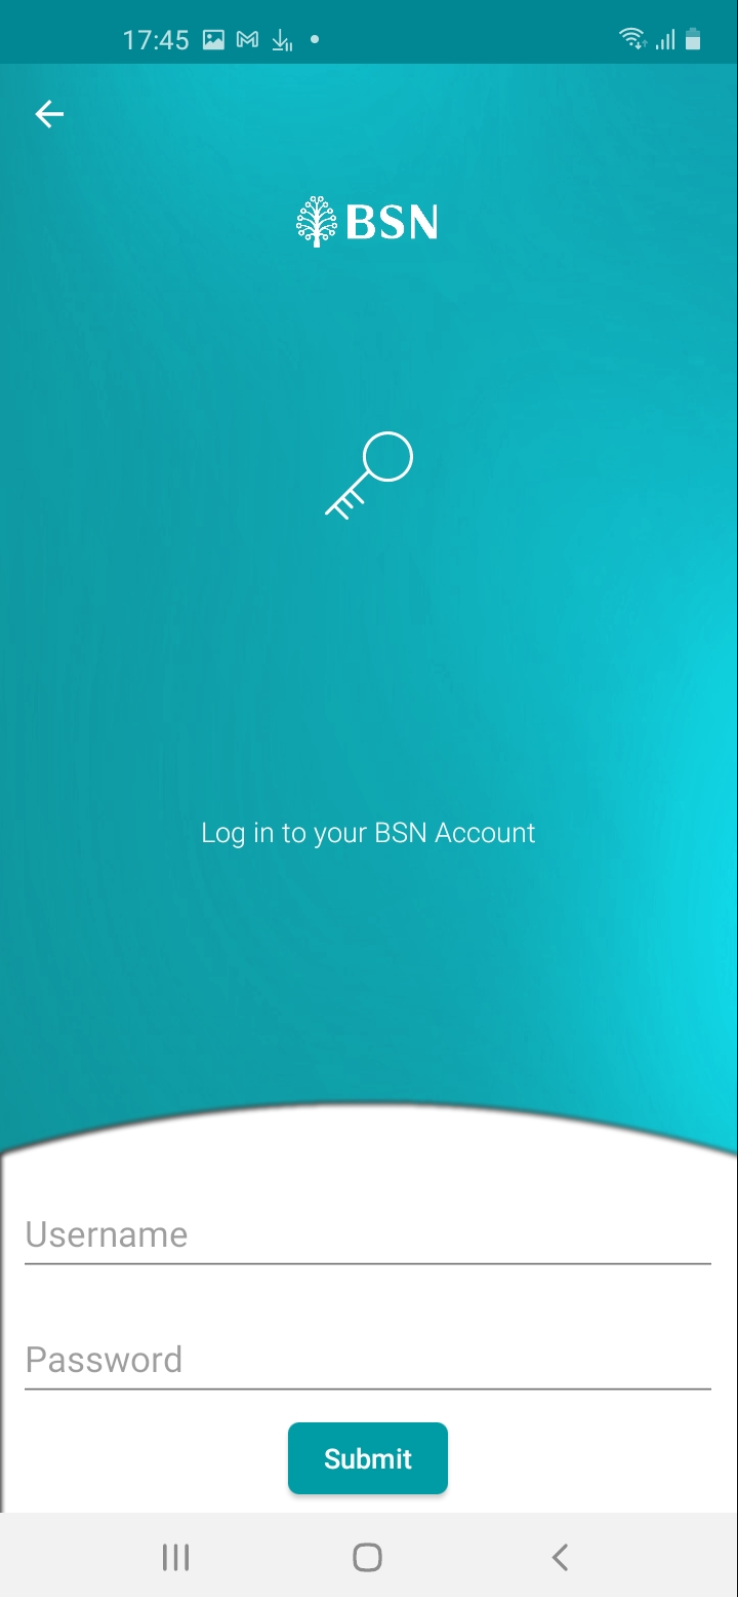 17:45
BSN
Log in to your BSN Account
Username
Password
Submit